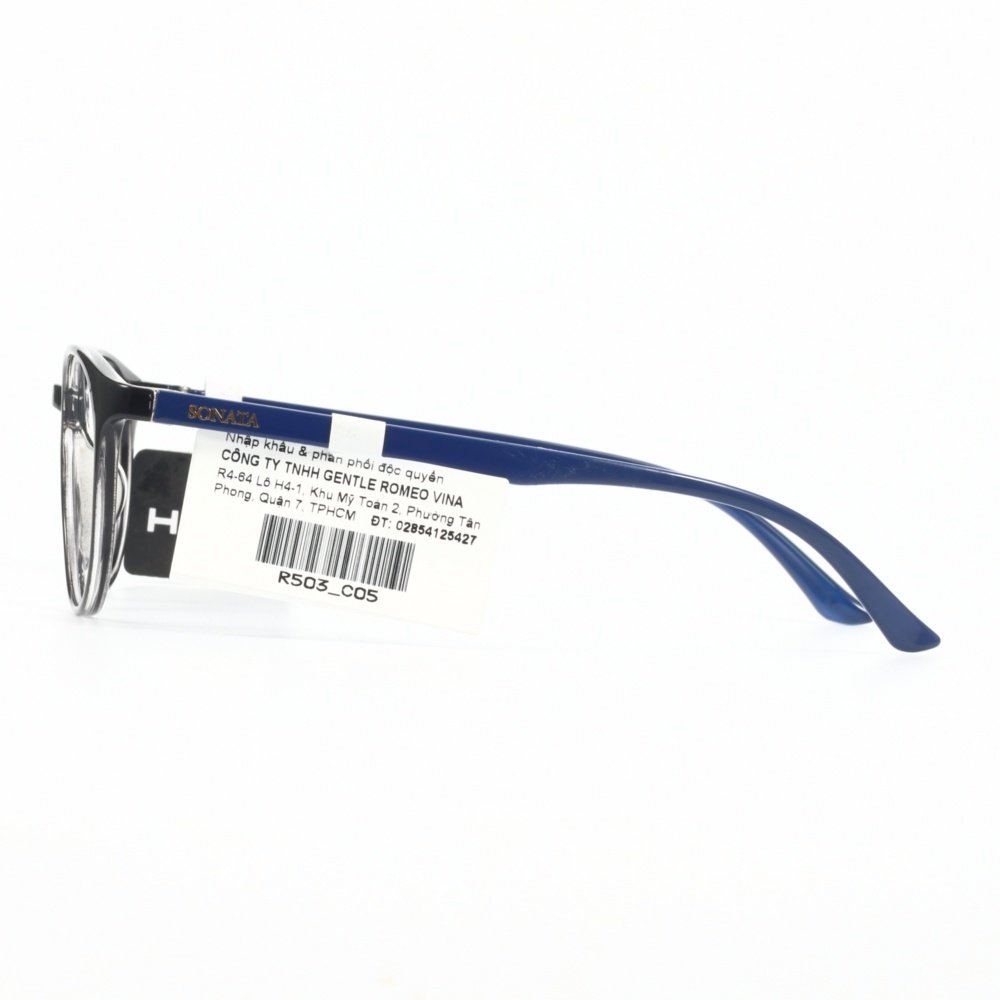 SONATA
Nhập khẩu & phân phối độc quyền
CÔNG TY TNHH GENTLE ROMEO VINA
R4-64 Lô H4-1, Khu Mỹ Toàn 2, Phường Tân
Phong, Quận 7, TPHCM ĐT: 02854125427
H
R503_C05